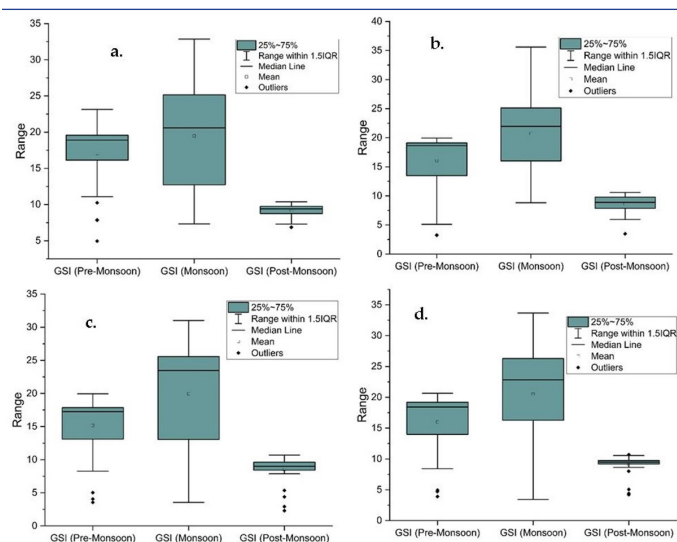 a.
35
30
25
20
15
10
5
Range
25%~75%
Range within 1.5IQR
Median Line
Mean
Outliers
GSI (Pre-Monsoon) GSI (Monsoon) GSI (Post-Monsoon)
b.
40
35
30
25
20
15
10
5
0
Range
25%~75%
Range within 1.5IQR
Median Line
Mean
Outliers
GSI (Pre-Monsoon) GSI (Monsoon) GSI (Post-Monsoon)
c.
35
30
25
20
15
10
5
0
Range
25%~75%
Range within 1.5IQR
Median Line
Mean
Outliers
GSI (Pre-Monsoon) GSI (Monsoon) GSI (Post-Monsoon)
d.
35
30
25
20
15
10
5
0
Range
25%~75%
Range within 1.5IQR
Median Line
Mean
Outliers
GSI (Pre-Monsoon) GSI (Monsoon) GSI (Post-Monsoon)